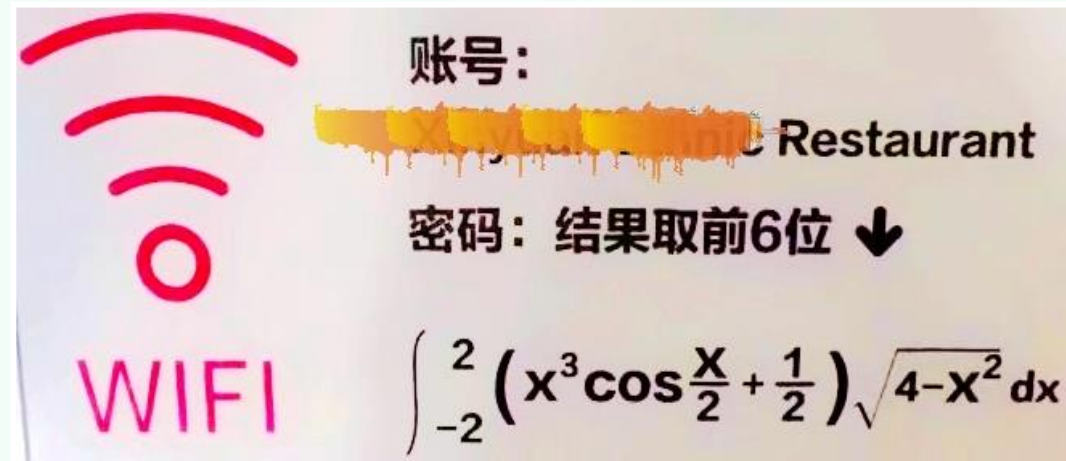 账号：
Restaurant
密码：结果取前6位 ↓
WIFI
∫_{-2}^{2} (x³cos x/2 + 1/2) √(4-x²) dx